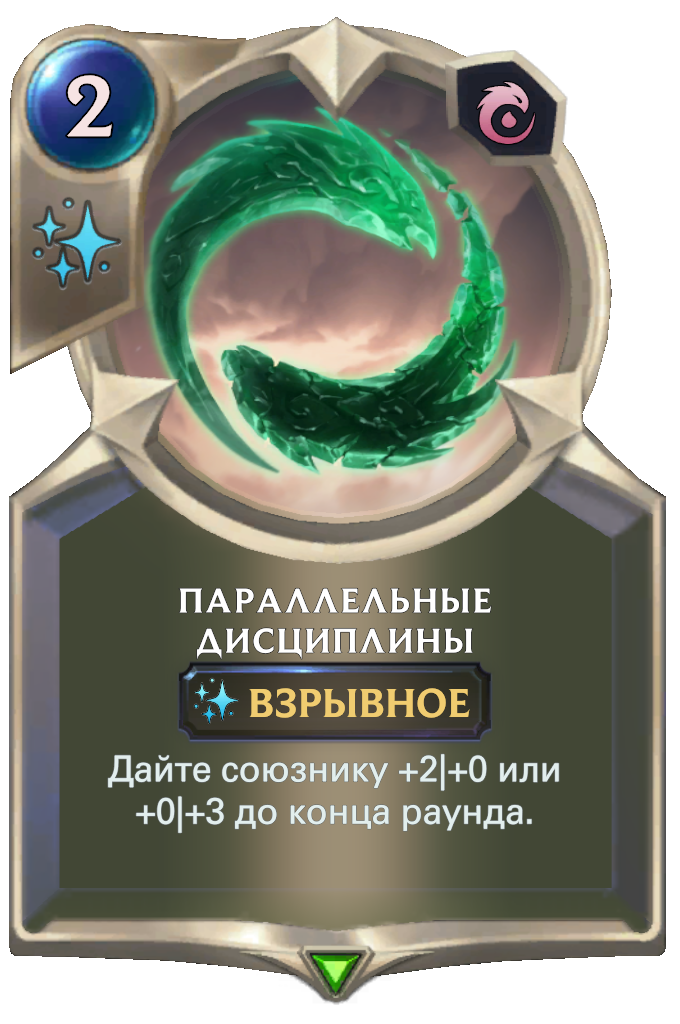 2
ПАРАЛЛЕЛЬНЫЕ
ДИСЦИПЛИНЫ
ВЗРЫВНОЕ
Дайте союзнику +2|+0 или
+0|+3 до конца раунда.